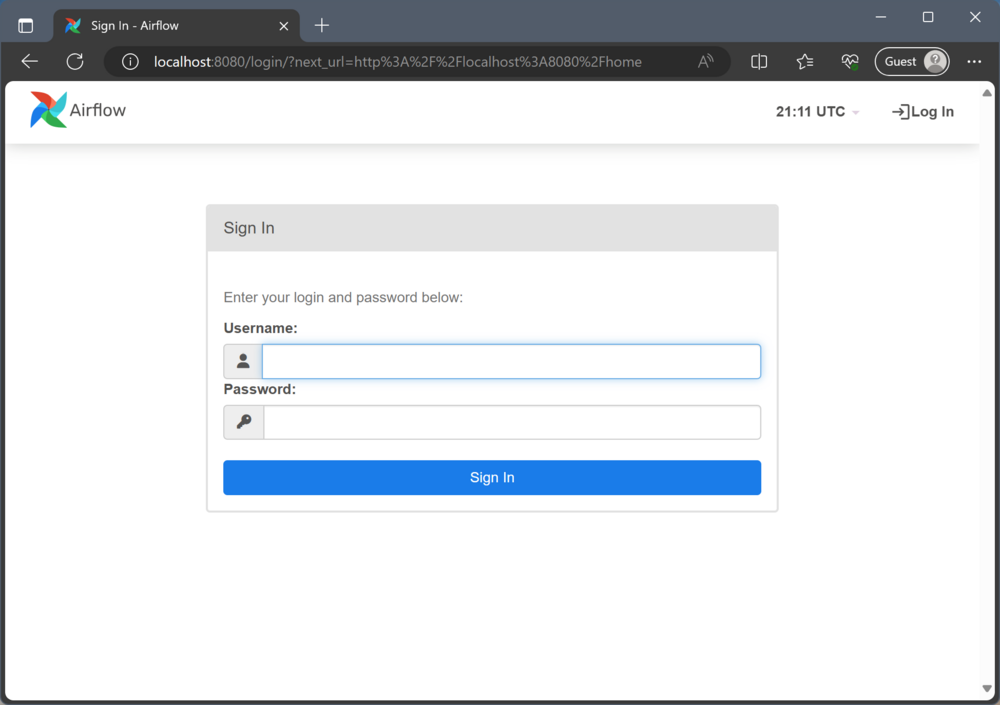 Sign In - Airflow
localhost:8080/login/?next_url=http%3A%2F%2Flocalhost%3A8080%2Fhome
Guest
Airflow
21:11 UTC
Log In
Sign In
Enter your login and password below:
Username:
Password:
Sign In